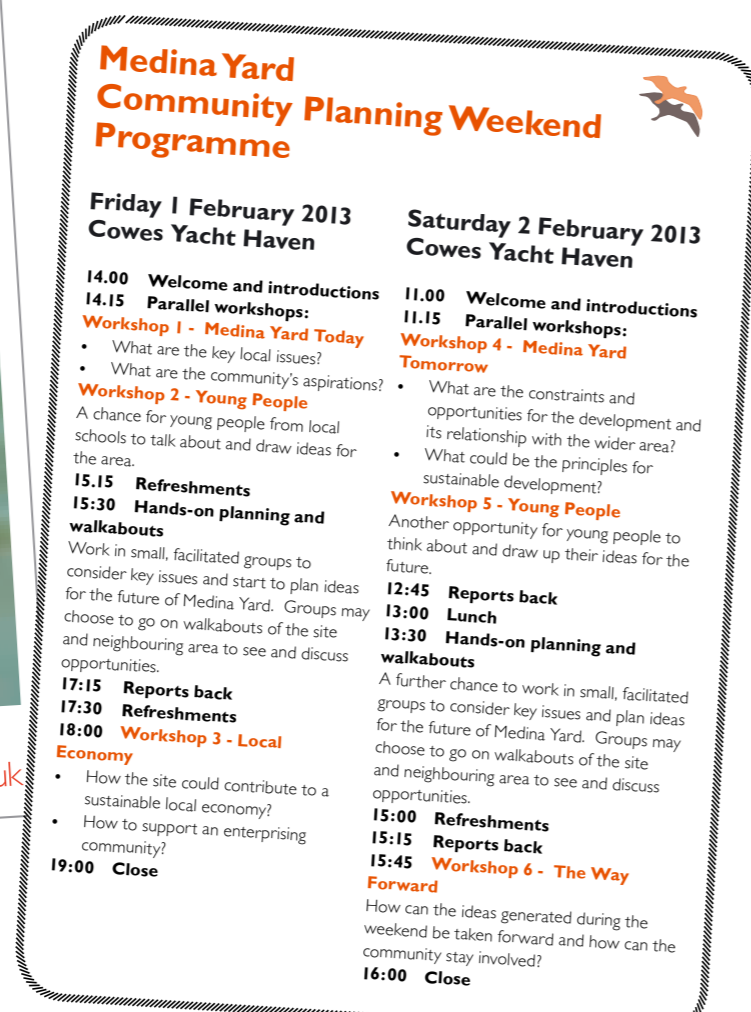 Medina Yard
Community Planning Weekend
Programme
Friday 1 February 2013
Cowes Yacht Haven
14.00 Welcome and introductions
14.15 Parallel workshops:
Workshop 1 - Medina Yard Today
• What are the key local issues?
• What are the community's aspirations?
Workshop 2 - Young People
A chance for young people from local
schools to talk about and draw ideas for
the area.
15.15 Refreshments
15:30 Hands-on planning and
walkabouts
Work in small, facilitated groups to
consider key issues and start to plan ideas
for the future of Medina Yard. Groups may
choose to go on walkabouts of the site
and neighbouring area to see and discuss
opportunities.
17:15 Reports back
17:30 Refreshments
18:00 Workshop 3 - Local
Economy
• How the site could contribute to a
sustainable local economy?
• How to support an enterprising
community?
19:00 Close
Saturday 2 February 2013
Cowes Yacht Haven
11.00 Welcome and introductions
11.15 Parallel workshops:
Workshop 4 - Medina Yard
Tomorrow
• What are the constraints and
opportunities for the development and
its relationship with the wider area?
• What could be the principles for
sustainable development?
Workshop 5 - Young People
Another opportunity for young people to
think about and draw up their ideas for the
future.
12:45 Reports back
13:00 Lunch
13:30 Hands-on planning and
walkabouts
A further chance to work in small, facilitated
groups to consider key issues and plan ideas
for the future of Medina Yard. Groups may
choose to go on walkabouts of the site
and neighbouring area to see and discuss
opportunities.
15:00 Refreshments
15:15 Reports back
15:45 Workshop 6 - The Way
Forward
How can the ideas generated during the
weekend be taken forward and how can the
community stay involved?
16:00 Close
uk